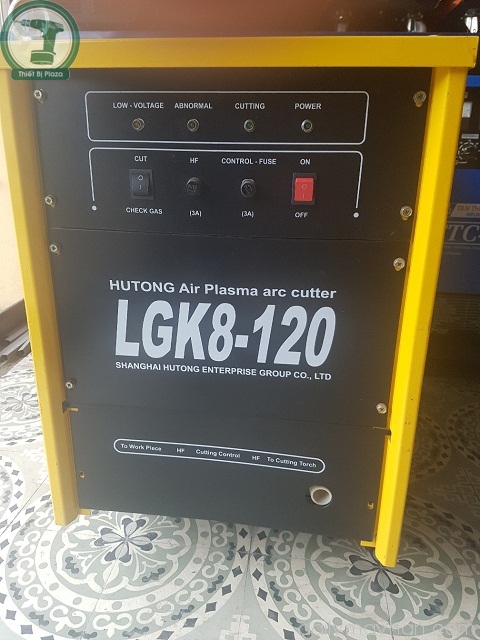 Thiết Bị Plaza
LOW - VOLTAGE ABNORMAL CUTTING POWER
CUT HF CONTROL - FUSE ON
CHECK GAS (3A) (3A) OFF
HUTONG Air Plasma arc cutter
LGK8-120
SHANGHAI HUTONG ENTERPRISE GROUP CO., LTD
To Work Place HF Cutting Control HF To Cutting Torch